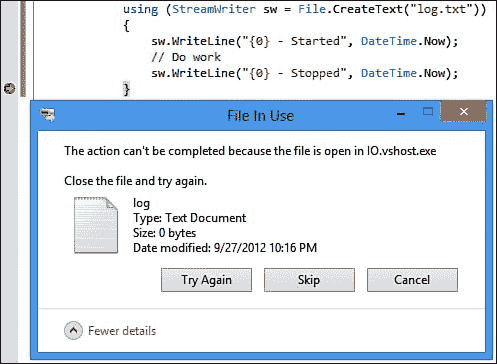 using (StreamWriter sw = File.CreateText("log.txt"))
{
sw.WriteLine("{0} - Started", DateTime.Now);
// Do work
sw.WriteLine("{0} - Stopped", DateTime.Now);
}
File In Use
The action can't be completed because the file is open in IO.vshost.exe
Close the file and try again.
log
Type: Text Document
Size: 0 bytes
Date modified: 9/27/2012 10:16 PM
Try Again Skip Cancel
Fewer details